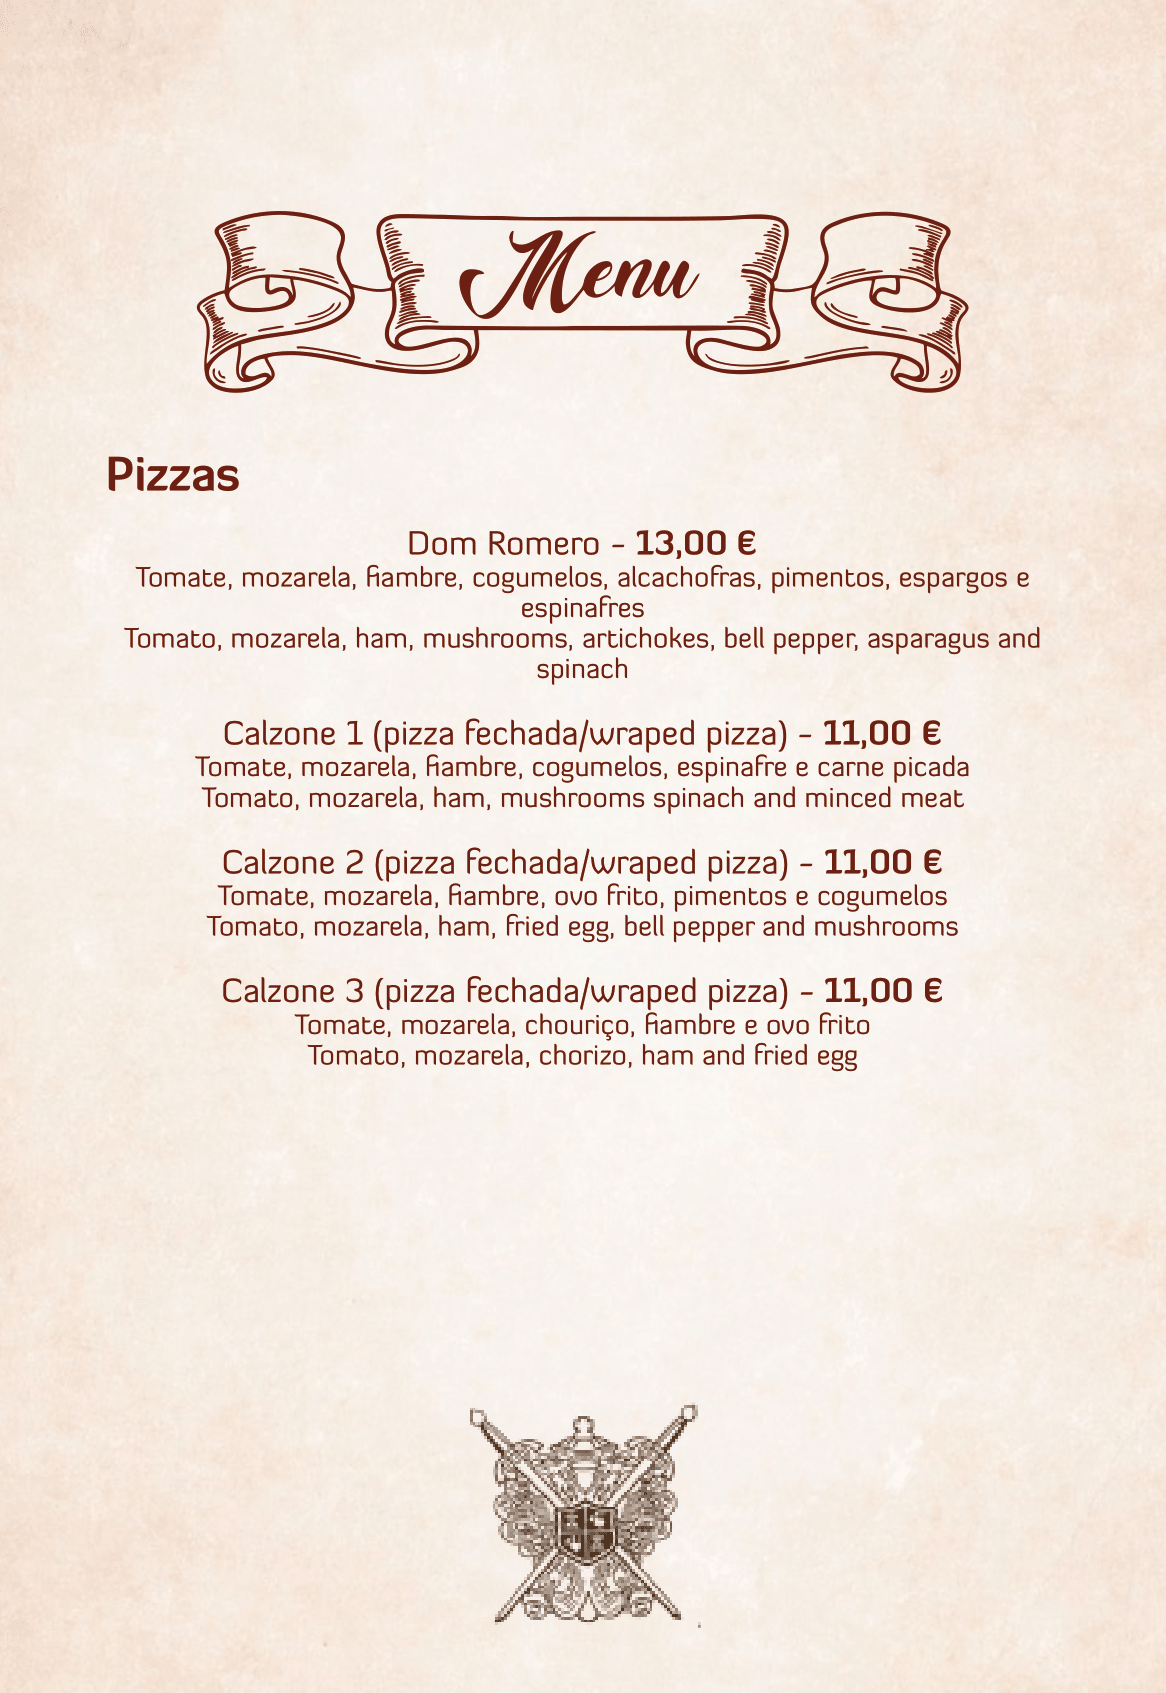 Menu
Pizzas
Dom Romero - 13,00 €
Tomate, mozarela, fiambre, cogumelos, alcachofras, pimentos, espargos e
espinafres
Tomato, mozarela, ham, mushrooms, artichokes, bell pepper, asparagus and
spinach
Calzone 1 (pizza fechada/wraped pizza) - 11,00 €
Tomate, mozarela, fiambre, cogumelos, espinafre e carne picada
Tomato, mozarela, ham, mushrooms spinach and minced meat
Calzone 2 (pizza fechada/wraped pizza) - 11,00 €
Tomate, mozarela, fiambre, ovo frito, pimentos e cogumelos
Tomato, mozarela, ham, fried egg, bell pepper and mushrooms
Calzone 3 (pizza fechada/wraped pizza) - 11,00 €
Tomate, mozarela, chouriço, fiambre e ovo frito
Tomato, mozarela, chorizo, ham and fried egg